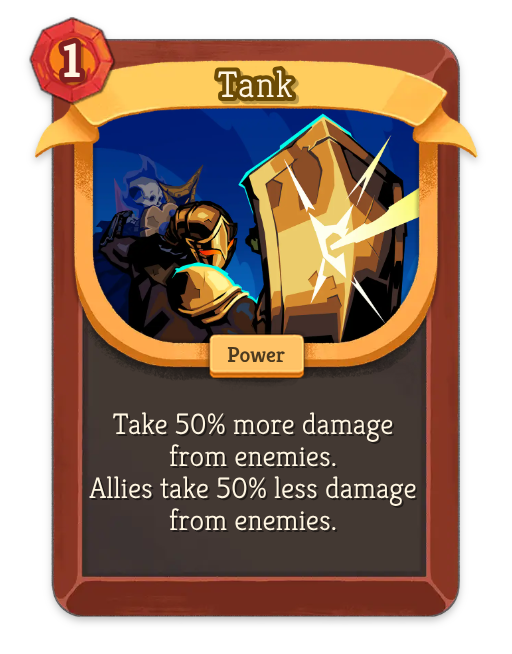 1
Tank
Power
Take 50% more damage
from enemies.
Allies take 50% less damage
from enemies.